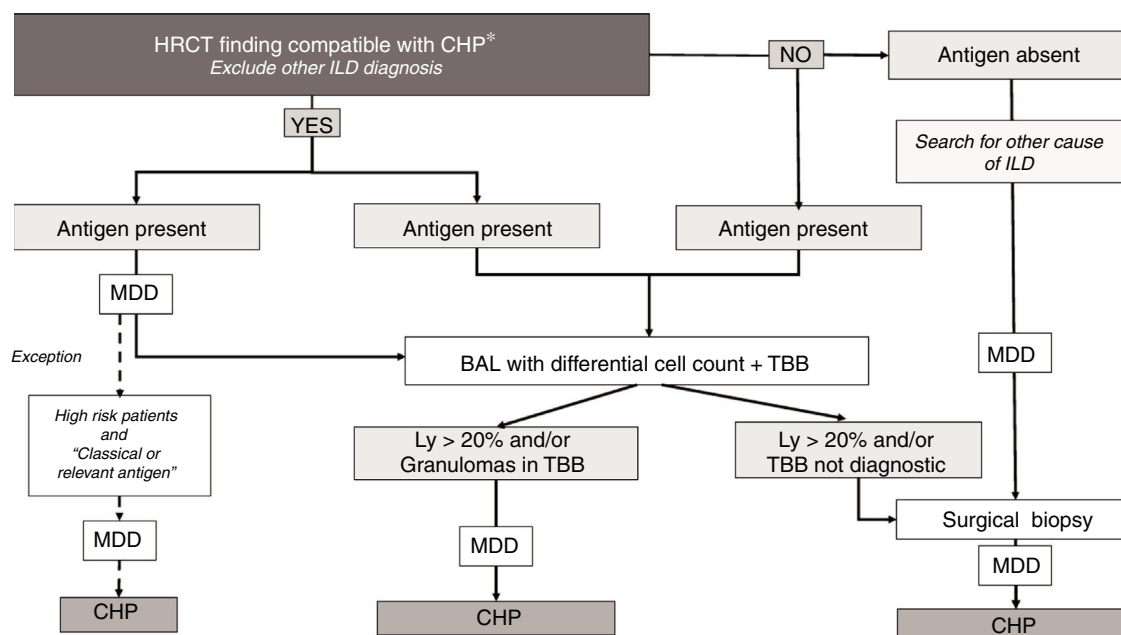 HRCT finding compatible with CHP*
Exclude other ILD diagnosis
NO
Antigen absent
YES
Search for other cause
of ILD
Antigen present
Antigen present
Antigen present
MDD
Exception
BAL with differential cell count + TBB
MDD
High risk patients
and
"Classical or
relevant antigen"
Ly > 20% and/or
Granulomas in TBB
Ly > 20% and/or
TBB not diagnostic
Surgical biopsy
MDD
MDD
MDD
CHP
CHP
CHP